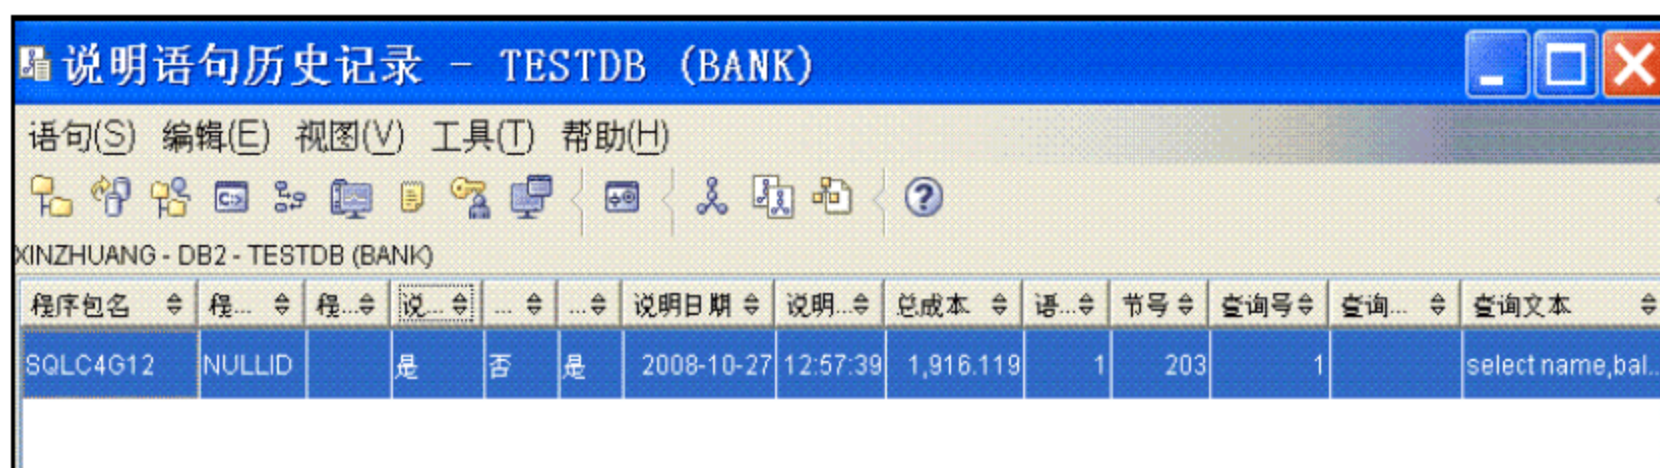 说明语句历史记录 - TESTDB (BANK)
语句(S) 编辑(E) 视图(V) 工具(T) 帮助(H)
XINZHUANG - DB2 - TESTDB (BANK)
程序包名 程... 程... 说... ... ... 说明日期 说明... 总成本 语... 节号 查询号 查询... 查询文本
SQLC4G12 NULLID 是 否 是 2008-10-27 12:57:39 1,916.119 1 203 1 select name,bal...